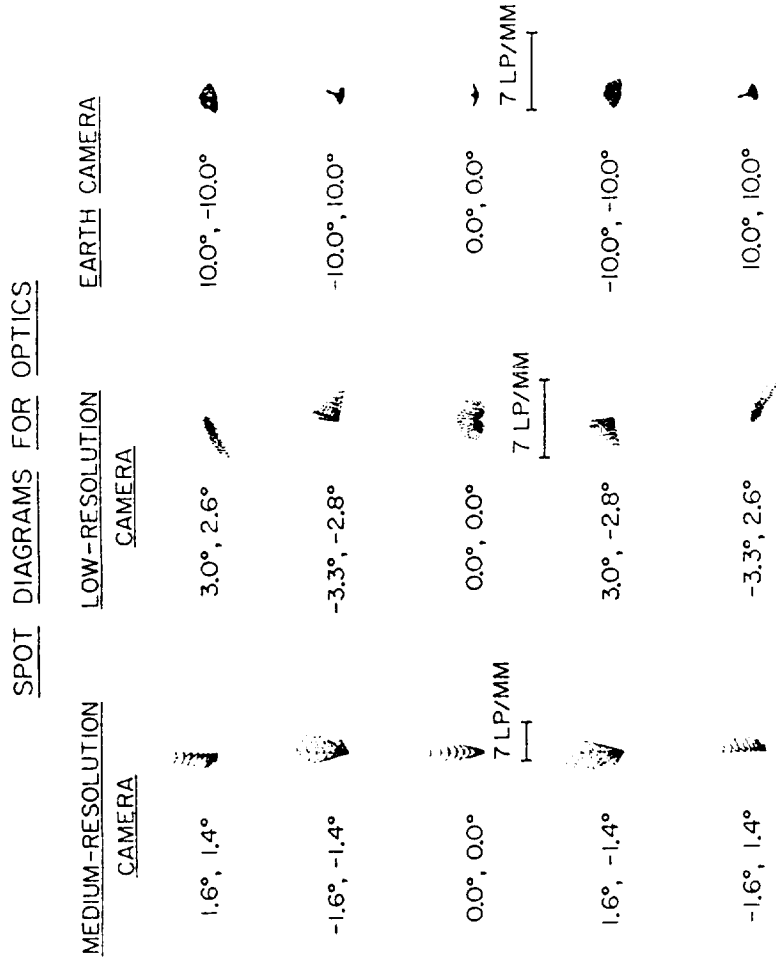 SPOT DIAGRAMS FOR OPTICS
MEDIUM-RESOLUTION
CAMERA
1.6°, 1.4°
-1.6°, -1.4°
0.0°, 0.0°
7 LP/MM
1.6°, -1.4°
-1.6°, 1.4°
LOW-RESOLUTION
CAMERA
3.0°, 2.6°
-3.3°, -2.8°
0.0°, 0.0°
7 LP/MM
3.0°, -2.8°
-3.3°, 2.6°
EARTH CAMERA
10.0°, -10.0°
-10.0°, 10.0°
0.0°, 0.0°
7 LP/MM
-10.0°, -10.0°
10.0°, 10.0°